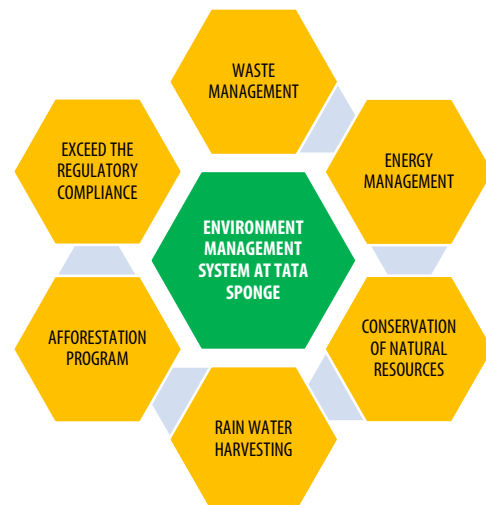 WASTE
MANAGEMENT
ENERGY
MANAGEMENT
CONSERVATION
OF NATURAL
RESOURCES
RAIN WATER
HARVESTING
AFFORESTATION
PROGRAM
EXCEED THE
REGULATORY
COMPLIANCE
ENVIRONMENT
MANAGEMENT
SYSTEM AT TATA
SPONGE